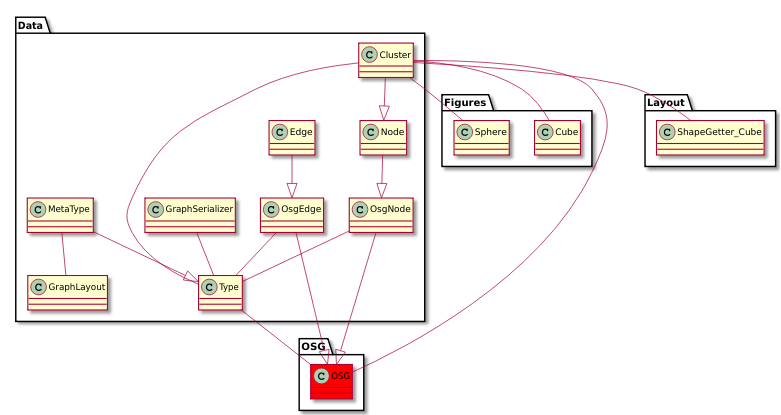 Data
C Cluster
Figures
Layout
C Edge
C Node
C Sphere
C Cube
C ShapeGetter_Cube
C MetaType
C GraphSerializer
C OsgEdge
C OsgNode
C GraphLayout
C Type
OSG
C OSG